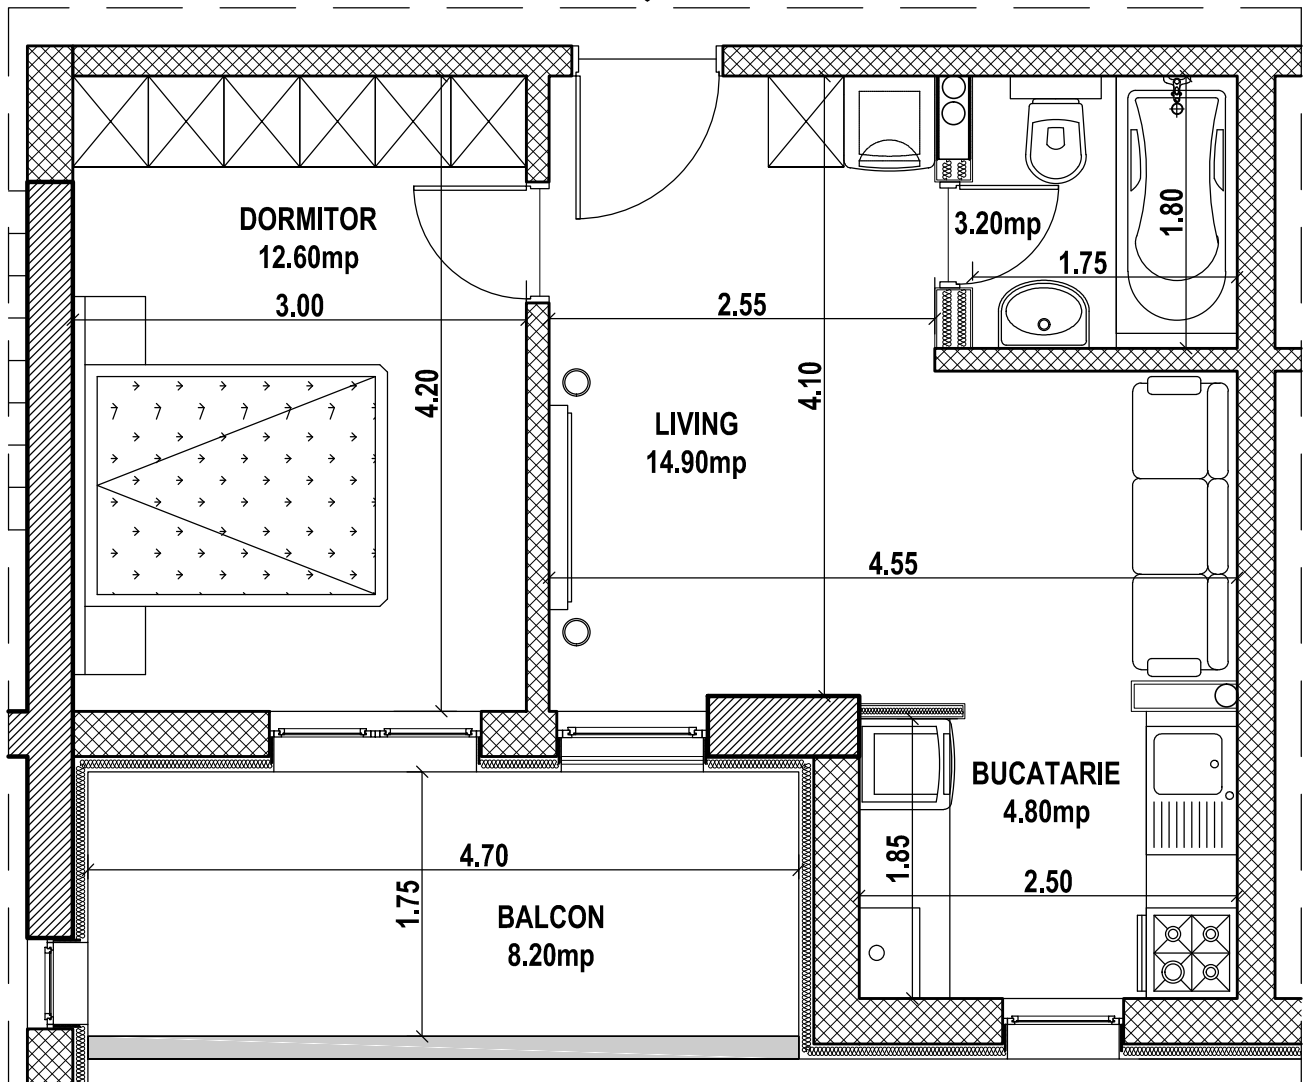 DORMITOR
12.60mp
3.00
4.20
2.55
4.10
3.20mp
1.75
1.80
LIVING
14.90mp
4.55
BUCATARIE
4.80mp
1.85
2.50
4.70
1.75
BALCON
8.20mp